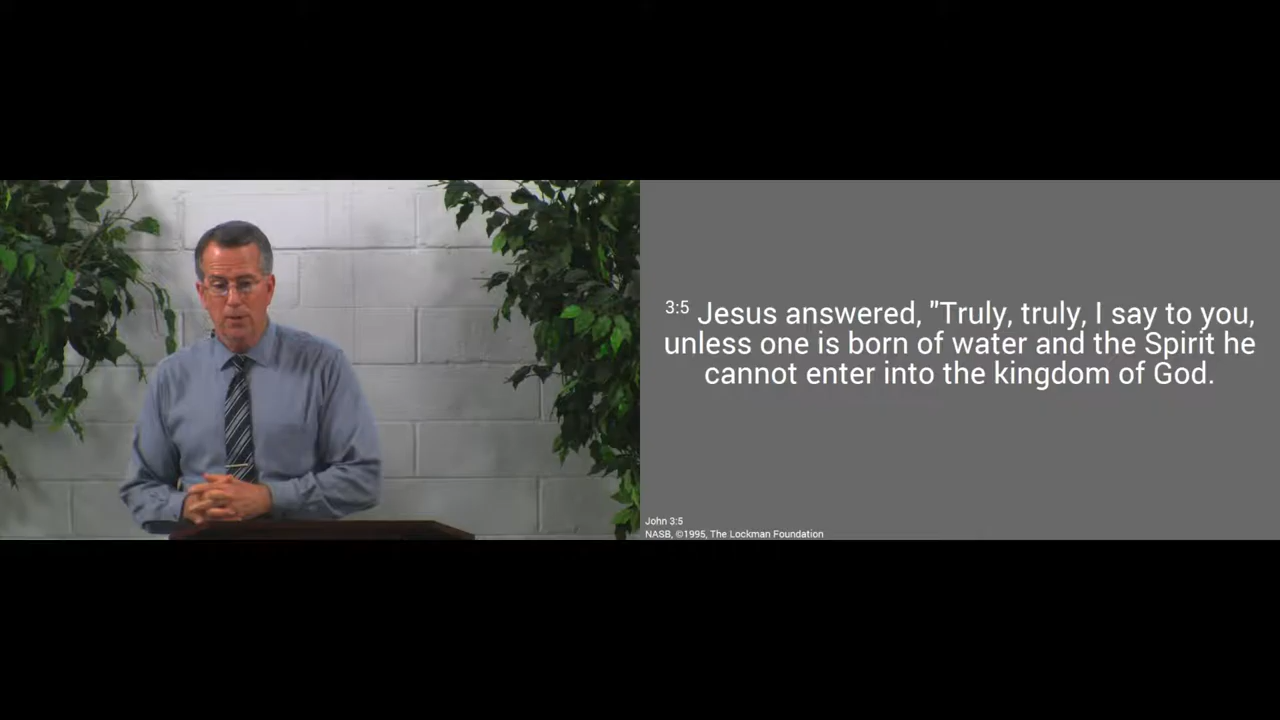 3:5 Jesus answered, "Truly, truly, I say to you,
unless one is born of water and the Spirit he
cannot enter into the kingdom of God.
John 3:5
NASB, ©1995, The Lockman Foundation